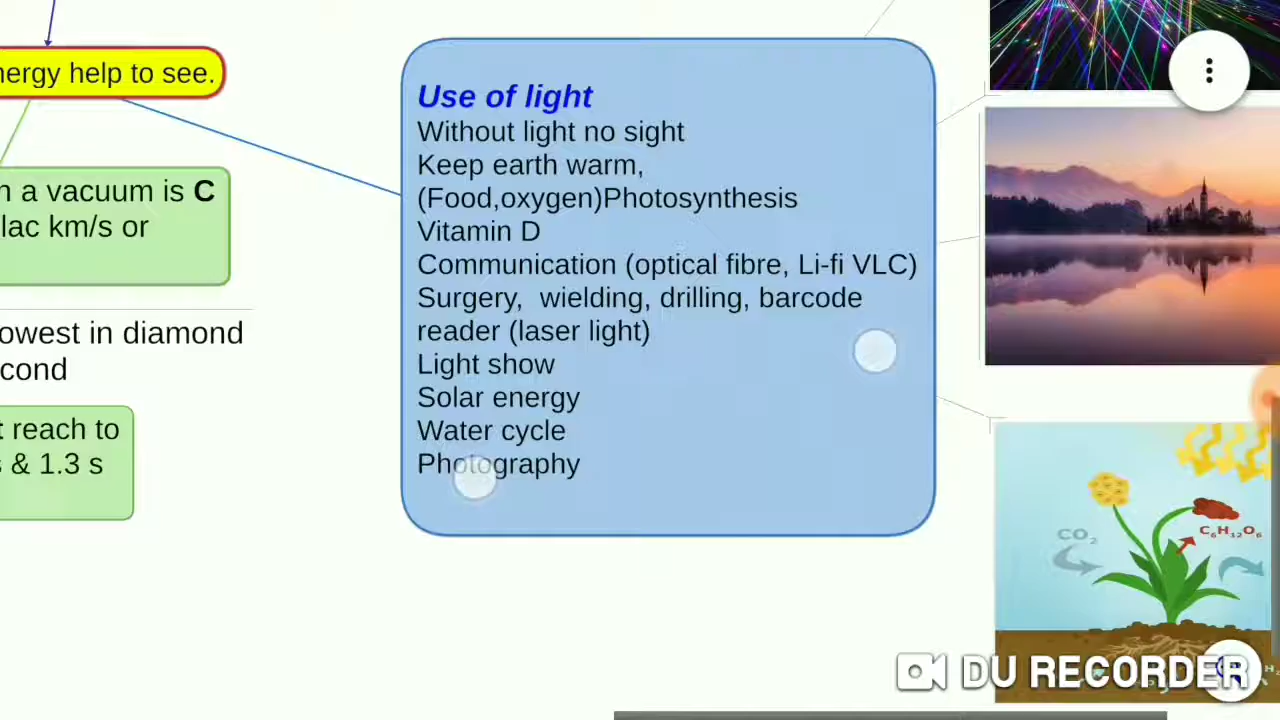 nergy help to see.
n a vacuum is C
lac km/s or
owest in diamond
cond
t reach to
s & 1.3 s
Use of light
Without light no sight
Keep earth warm,
(Food,oxygen)Photosynthesis
Vitamin D
Communication (optical fibre, Li-fi VLC)
Surgery,  wielding, drilling, barcode
reader (laser light)
Light show
Solar energy
Water cycle
Photography
CO₂
C₆H₁₂O₆
DU RECORDER